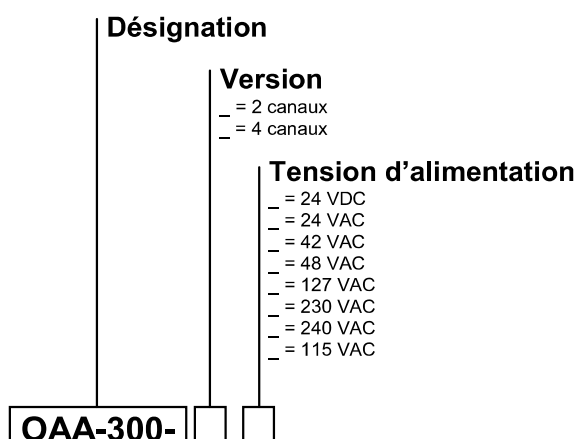 Désignation
Version
_ = 2 canaux
_ = 4 canaux
Tension d’alimentation
_ = 24 VDC
_ = 24 VAC
_ = 42 VAC
_ = 48 VAC
_ = 127 VAC
_ = 230 VAC
_ = 240 VAC
_ = 115 VAC
OAA-300-